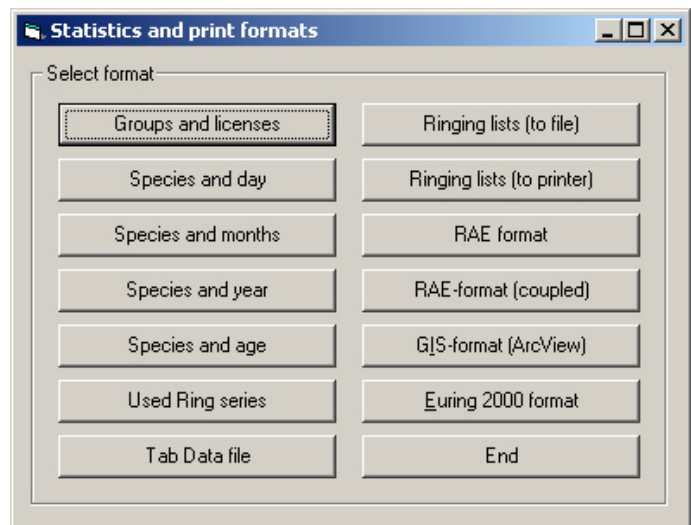 Statistics and print formats
Select format
Groups and licenses
Species and day
Species and months
Species and year
Species and age
Used Ring series
Tab Data file
Ringing lists (to file)
Ringing lists (to printer)
RAE format
RAE-format (coupled)
GIS-format (ArcView)
Euring 2000 format
End